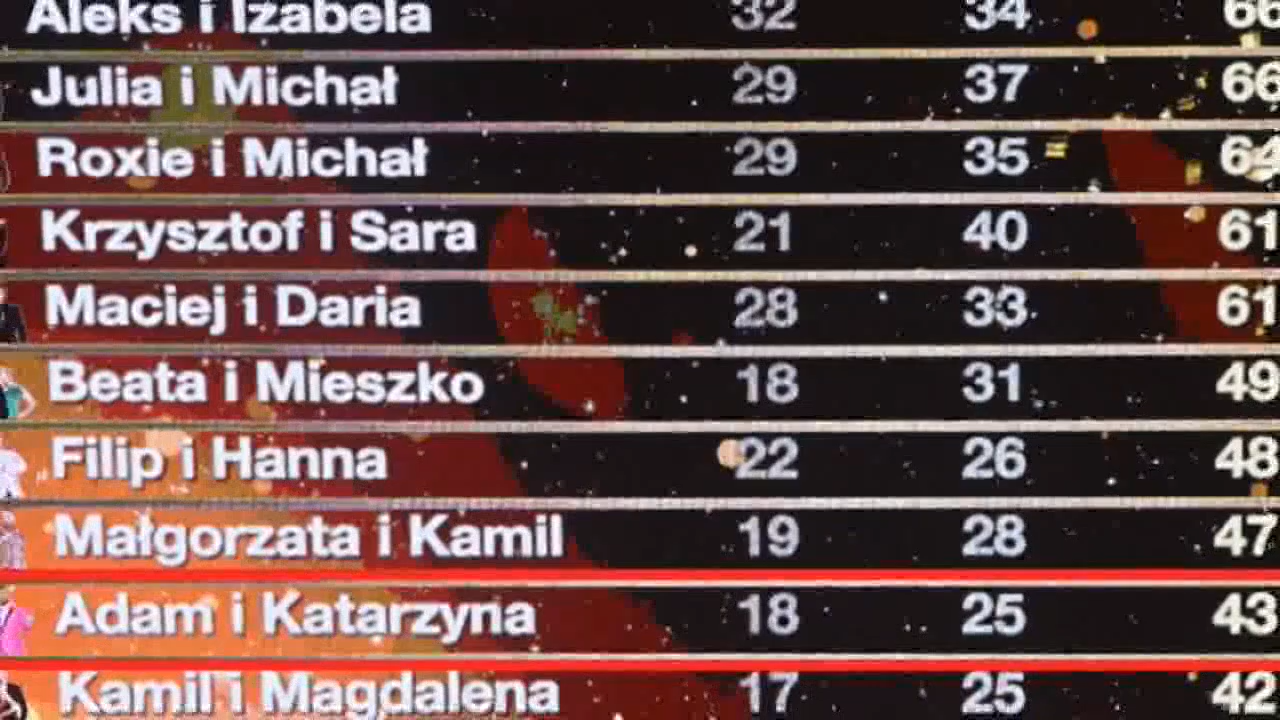 Aleks i Izabela 32 34 66
Julia i Michał 29 37 66
Roxie i Michał 29 35 64
Krzysztof i Sara 21 40 61
Maciej i Daria 28 33 61
Beata i Mieszko 18 31 49
Filip i Hanna 22 26 48
Małgorzata i Kamil 19 28 47
Adam i Katarzyna 18 25 43
Kamil i Magdalena 17 25 42